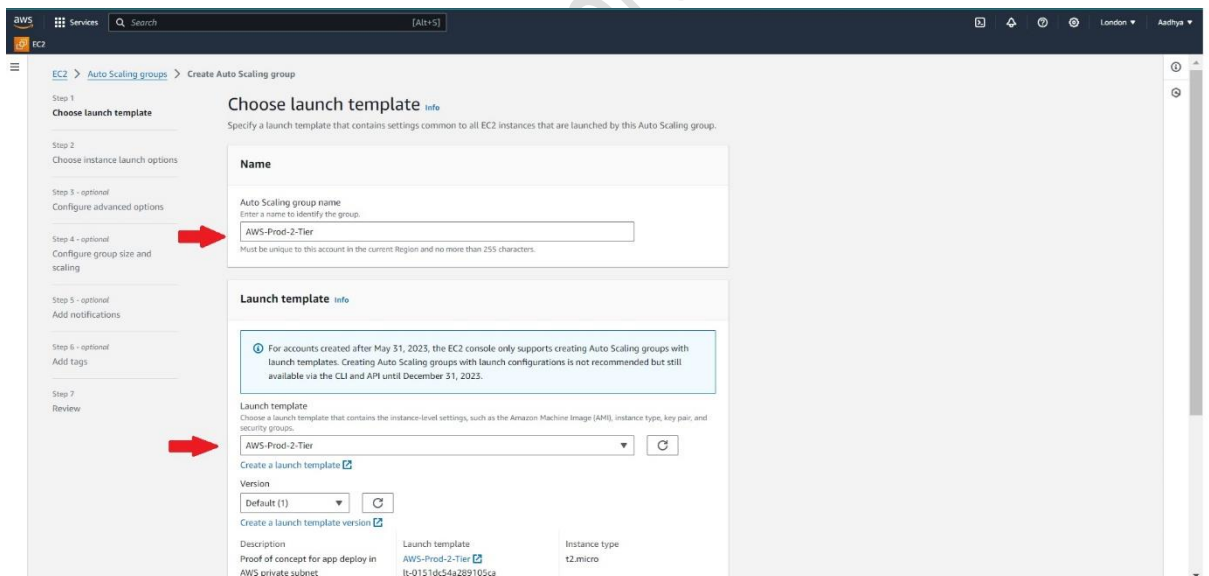 aws
Services
Search
[Alt+S]
London
Aadhya
EC2
EC2 > Auto Scaling groups > Create Auto Scaling group
Step 1
Choose launch template
Step 2
Choose instance launch options
Step 3 - optional
Configure advanced options
Step 4 - optional
Configure group size and
scaling
Step 5 - optional
Add notifications
Step 6 - optional
Add tags
Step 7
Review
Choose launch template Info
Specify a launch template that contains settings common to all EC2 instances that are launched by this Auto Scaling group.
Name
Auto Scaling group name
Enter a name to identify the group.
AWS-Prod-2-Tier
Must be unique to this account in the current Region and no more than 255 characters.
Launch template Info
For accounts created after May 31, 2023, the EC2 console only supports creating Auto Scaling groups with
launch templates. Creating Auto Scaling groups with launch configurations is not recommended but still
available via the CLI and API until December 31, 2023.
Launch template
Choose a launch template that contains the instance-level settings, such as the Amazon Machine Image (AMI), instance type, key pair, and
security groups.
AWS-Prod-2-Tier
Create a launch template
Version
Default (1)
Create a launch template version
Description
Proof of concept for app deploy in
AWS private subnet
Launch template
AWS-Prod-2-Tier
lt-0151dc54a289105ca
Instance type
t2.micro